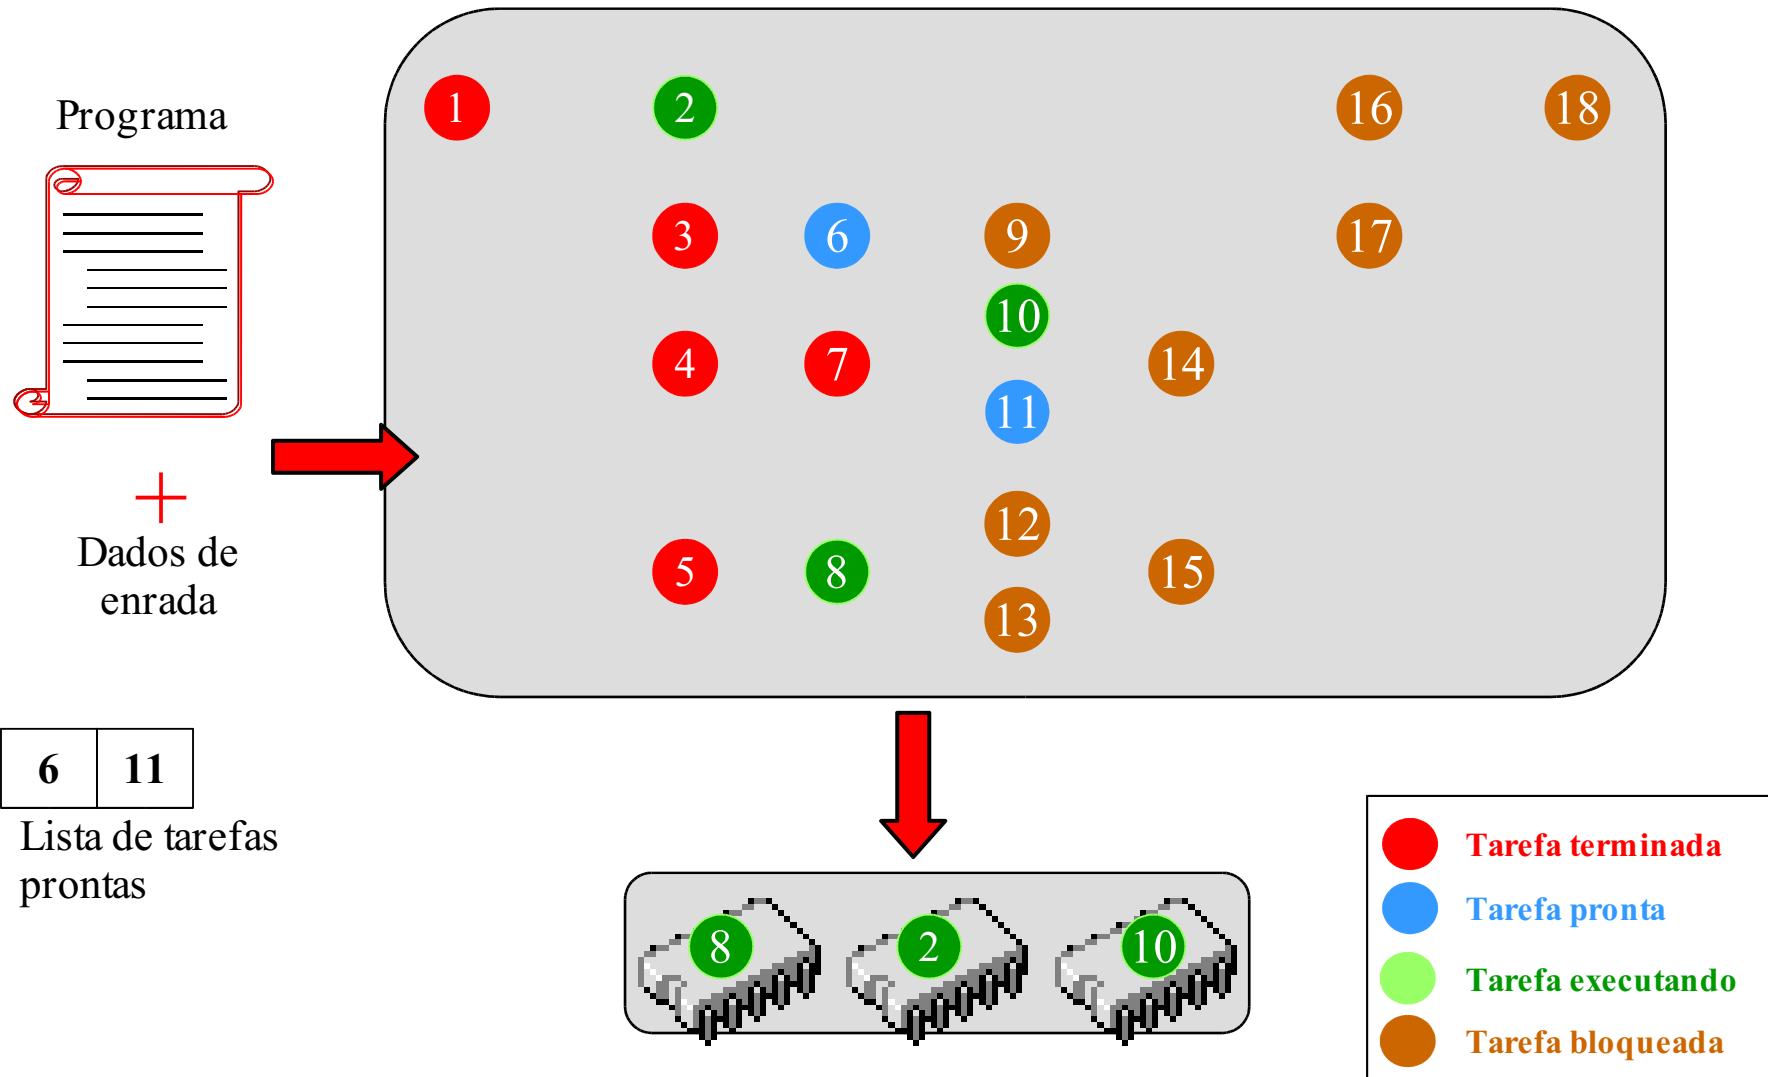 1
2
16
18
Programa
3
6
9
17
10
4
7
14
11
12
Dados de
enrada
5
8
15
13
6 11
Lista de tarefas
prontas
8
2
10
Tarefa terminada
Tarefa pronta
Tarefa executando
Tarefa bloqueada